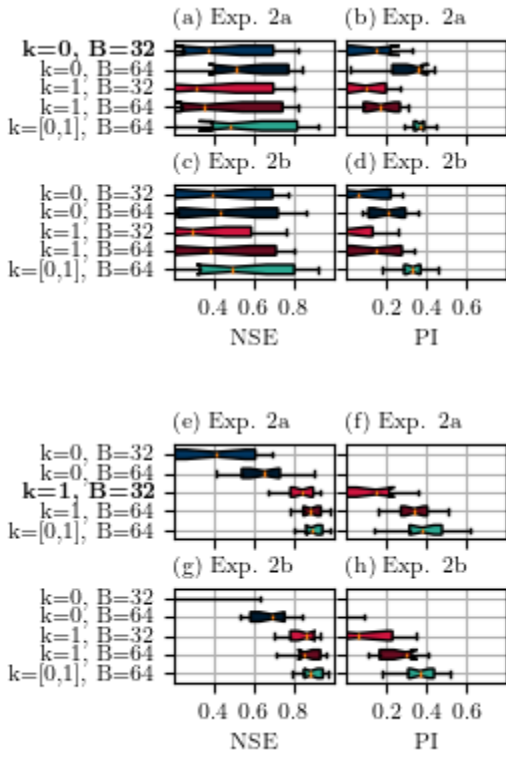 (a) Exp. 2a (b) Exp. 2a
k=0, B=32
k=0, B=64
k=1, B=32
k=1, B=64
k=[0,1], B=64
(c) Exp. 2b (d) Exp. 2b
k=0, B=32
k=0, B=64
k=1, B=32
k=1, B=64
k=[0,1], B=64
0.4 0.6 0.8 0.2 0.4 0.6
NSE PI
(e) Exp. 2a (f) Exp. 2a
k=0, B=32
k=0, B=64
k=1, B=32
k=1, B=64
k=[0,1], B=64
(g) Exp. 2b (h) Exp. 2b
k=0, B=32
k=0, B=64
k=1, B=32
k=1, B=64
k=[0,1], B=64
0.4 0.6 0.8 0.2 0.4 0.6
NSE PI